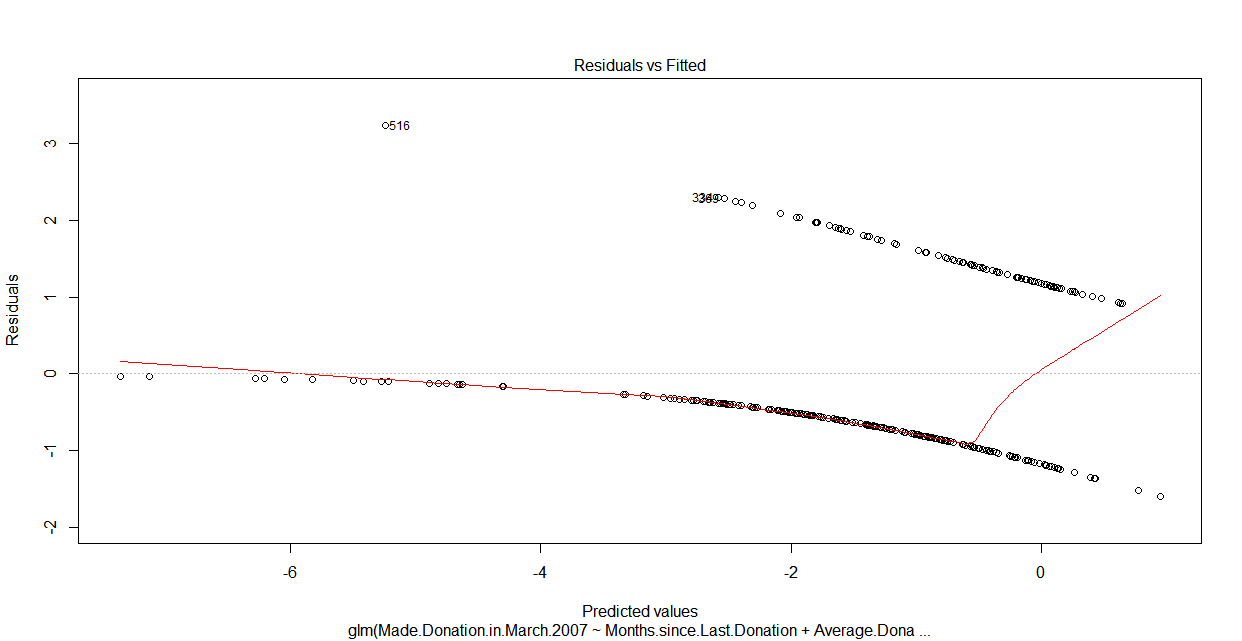 Residuals vs Fitted
3
2
1
0
-1
-2
Residuals
516
-6
-4
-2
0
Predicted values
glm(Made.Donation.in.March.2007 ~ Months.since.Last.Donation + Average.Dona ...